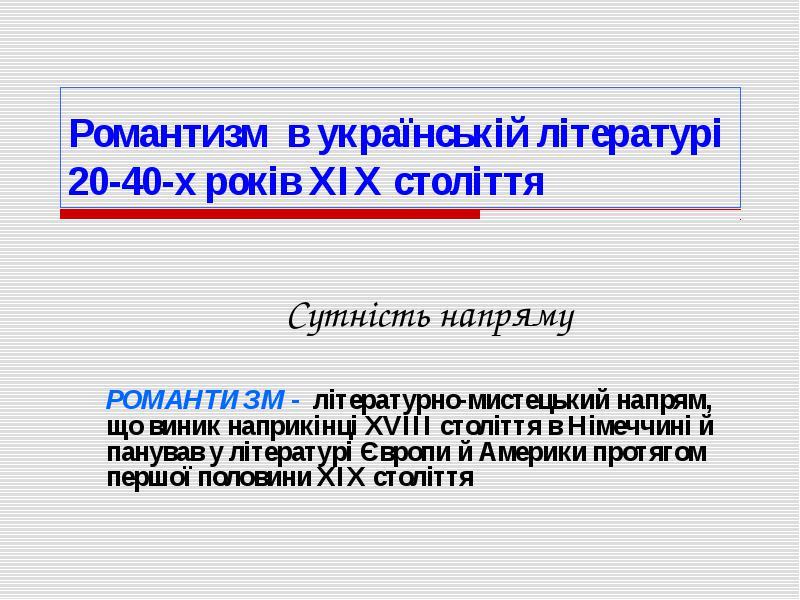 Романтизм в українській літературі
20-40-х років XIX століття
Сутність напряму
РОМАНТИЗМ - літературно-мистецький напрям,
що виник наприкінці XVIII століття в Німеччині й
панував у літературі Європи й Америки протягом
першої половини XIX століття